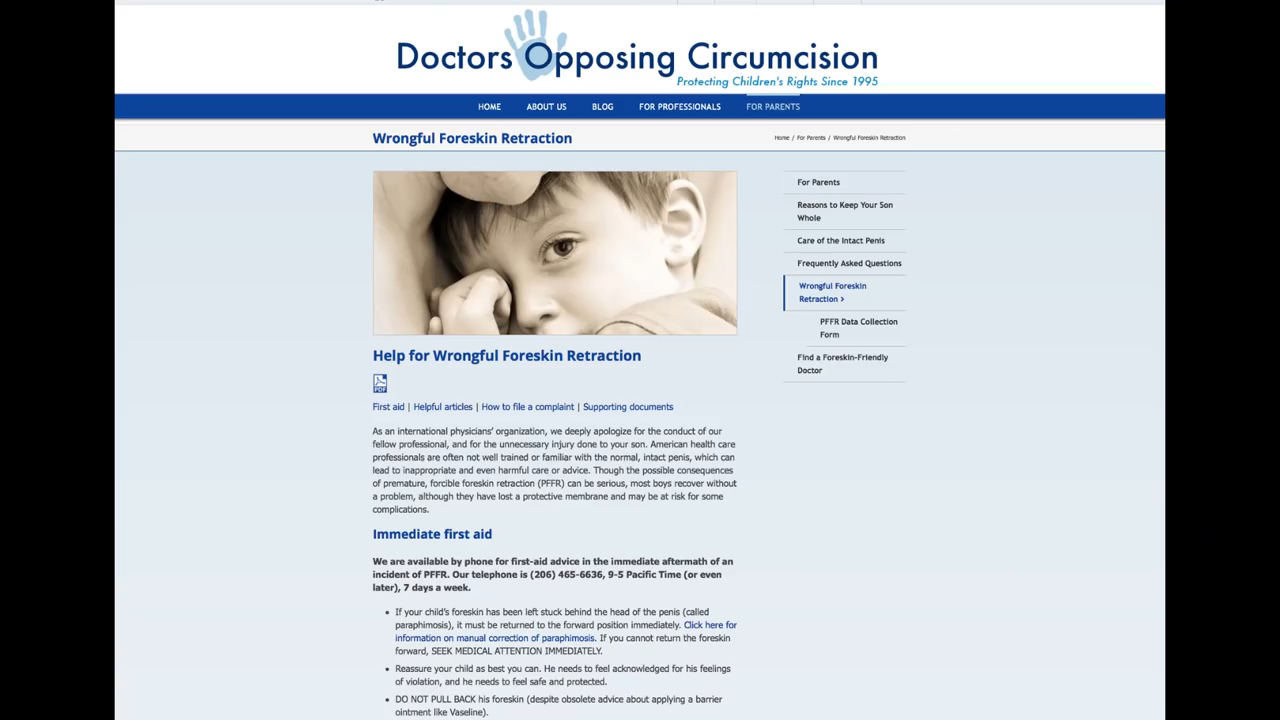 Doctors Opposing Circumcision
Protecting Children's Rights Since 1995
HOME ABOUT US BLOG FOR PROFESSIONALS FOR PARENTS
Wrongful Foreskin Retraction
Home / For Parents / Wrongful Foreskin Retraction
For Parents
Reasons to Keep Your Son
Whole
Care of the Intact Penis
Frequently Asked Questions
Wrongful Foreskin
Retraction >
PFFR Data Collection
Form
Find a Foreskin-Friendly
Doctor
Help for Wrongful Foreskin Retraction
PDF
First aid | Helpful articles | How to file a complaint | Supporting documents
As an international physicians' organization, we deeply apologize for the conduct of our
fellow professional, and for the unnecessary injury done to your son. American health care
professionals are often not well trained or familiar with the normal, intact penis, which can
lead to inappropriate and even harmful care or advice. Though the possible consequences
of premature, forcible foreskin retraction (PFFR) can be serious, most boys recover without
a problem, although they have lost a protective membrane and may be at risk for some
complications.
Immediate first aid
We are available by phone for first-aid advice in the immediate aftermath of an
incident of PFFR. Our telephone is (206) 465-6636, 9-5 Pacific Time (or even
later), 7 days a week.
• If your child's foreskin has been left stuck behind the head of the penis (called
paraphimosis), it must be returned to the forward position immediately. Click here for
information on manual correction of paraphimosis. If you cannot return the foreskin
forward, SEEK MEDICAL ATTENTION IMMEDIATELY.
• Reassure your child as best you can. He needs to feel acknowledged for his feelings
of violation, and he needs to feel safe and protected.
• DO NOT PULL BACK his foreskin (despite obsolete advice about applying a barrier
ointment like Vaseline).